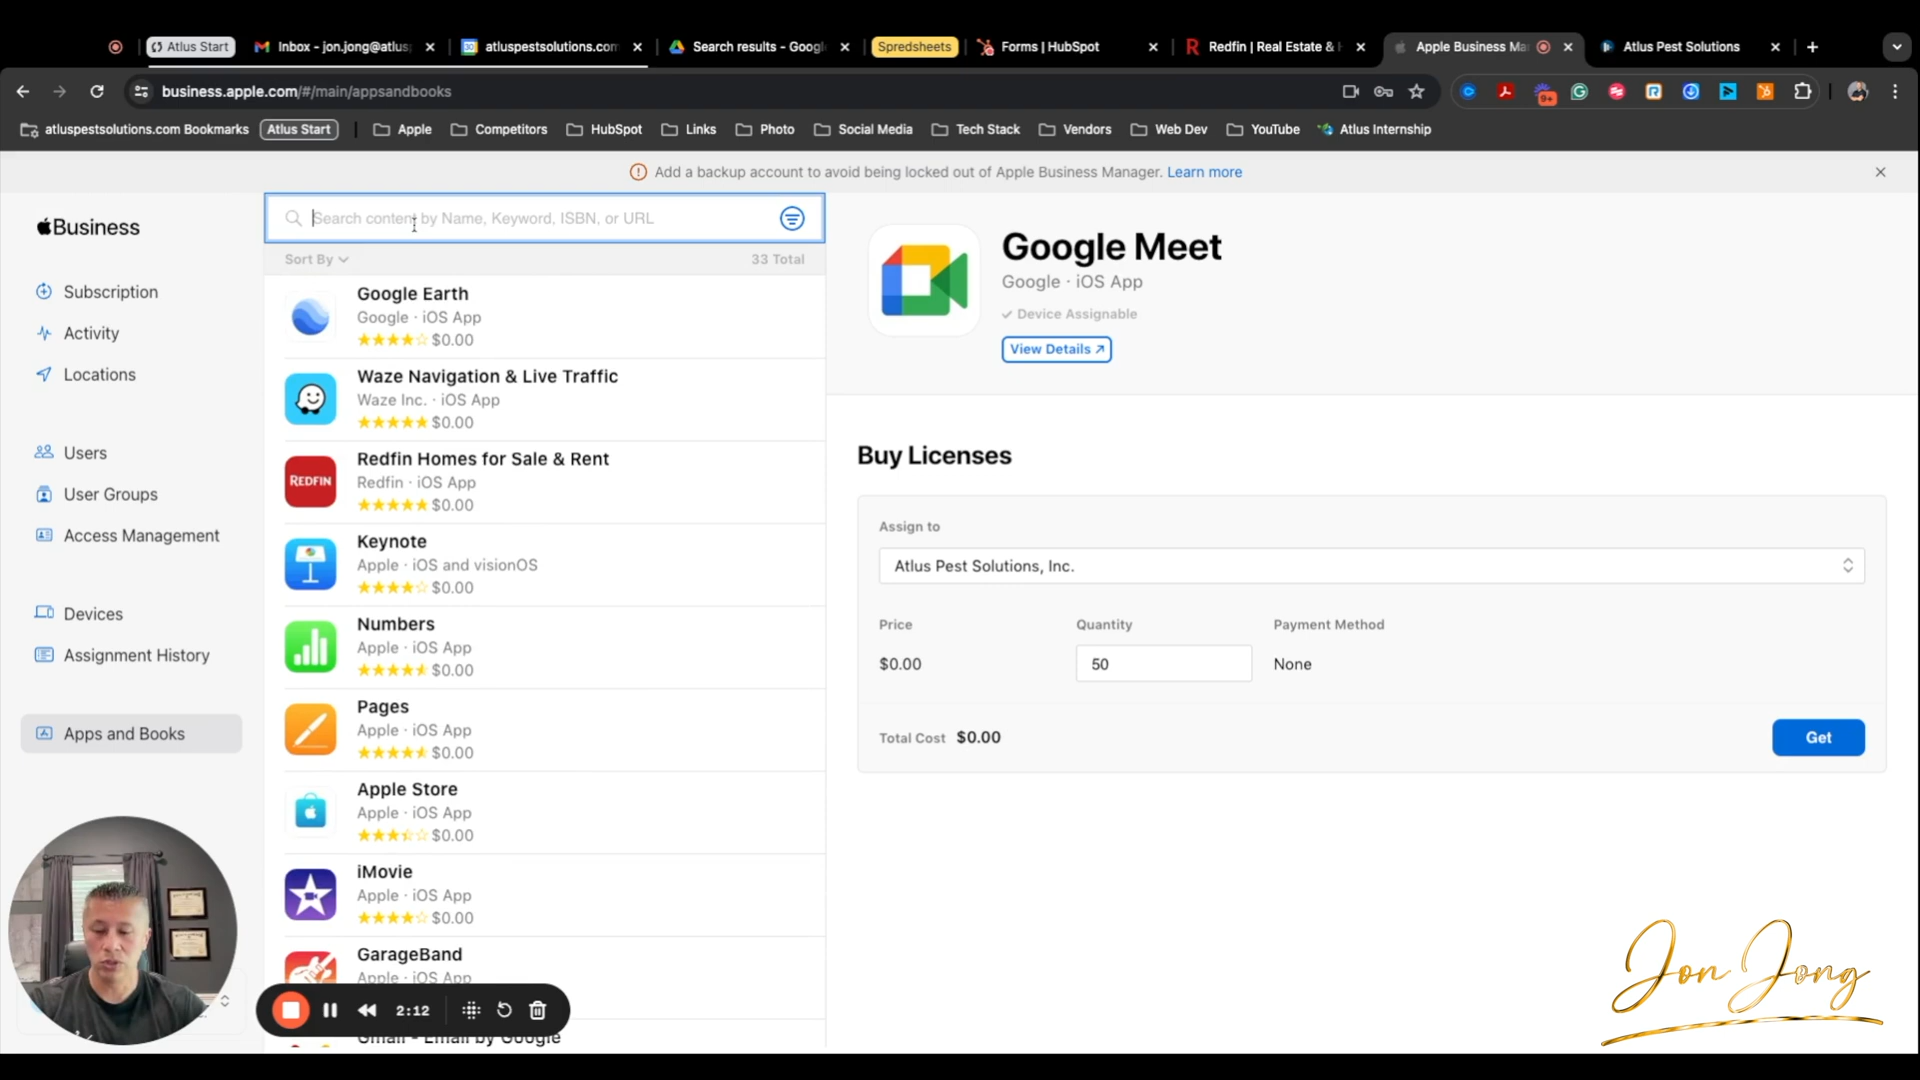 Atlus Start
Inbox - jon.jong@atlusp
atluspestsolutions.com
Search results - Google
Spredsheets
Forms | HubSpot
Redfin | Real Estate &
Apple Business Ma
Atlus Pest Solutions
business.apple.com/#/main/appsandbooks
9+
atluspestsolutions.com Bookmarks
Atlus Start
Apple
Competitors
HubSpot
Links
Photo
Social Media
Tech Stack
Vendors
Web Dev
YouTube
Atlus Internship
Add a backup account to avoid being locked out of Apple Business Manager. Learn more
Business
Subscription
Activity
Locations
Users
User Groups
Access Management
Devices
Assignment History
Apps and Books
Search content by Name, Keyword, ISBN, or URL
Sort By
33 Total
Google Earth
Google · iOS App
$0.00
Waze Navigation & Live Traffic
Waze Inc. · iOS App
$0.00
REDFIN
Redfin Homes for Sale & Rent
Redfin · iOS App
$0.00
Keynote
Apple · iOS and visionOS
$0.00
Numbers
Apple · iOS App
$0.00
Pages
Apple · iOS App
$0.00
Apple Store
Apple · iOS App
$0.00
iMovie
Apple · iOS App
$0.00
GarageBand
Apple · iOS App
2:12
Gmail - Email by Google
Google Meet
Google · iOS App
Device Assignable
View Details
Buy Licenses
Assign to
Atlus Pest Solutions, Inc.
Price
Quantity
Payment Method
$0.00
50
None
Total Cost $0.00
Get
Jon Jong